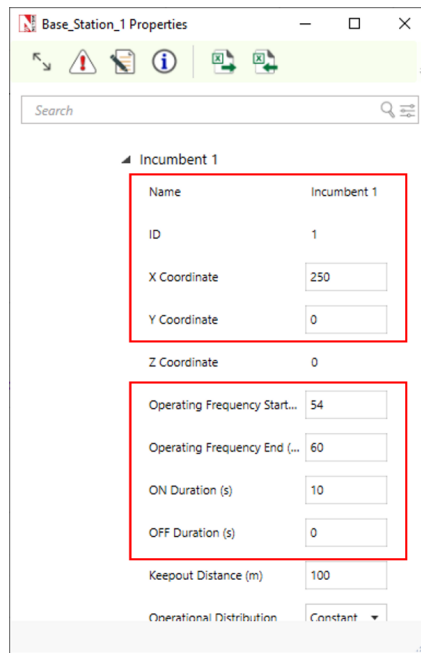 Base_Station_1 Properties
Search
Incumbent 1
Name Incumbent 1
ID 1
X Coordinate 250
Y Coordinate 0
Z Coordinate 0
Operating Frequency Start... 54
Operating Frequency End (... 60
ON Duration (s) 10
OFF Duration (s) 0
Keepout Distance (m) 100
Operational Distribution Constant